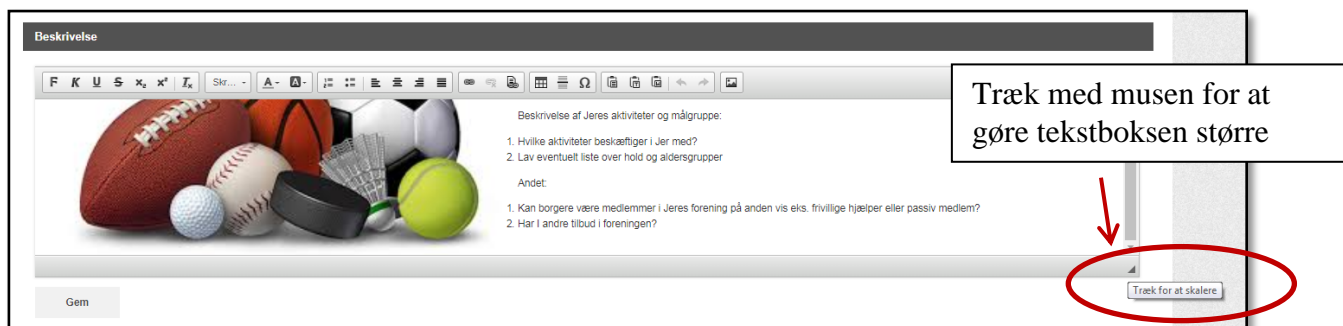 Beskrivelse
F K U S x₂ x² Ix Skr... A A Ω
Træk med musen for at
gøre tekstboksen større
Beskrivelse af Jeres aktiviteter og målgruppe:
1. Hvilke aktiviteter beskæftiger i Jer med?
2. Lav eventuelt liste over hold og aldersgrupper
Andet:
1. Kan borgere være medlemmer i Jeres forening på anden vis eks. frivillige hjælper eller passiv medlem?
2. Har I andre tilbud i foreningen?
Træk for at skalere
Gem